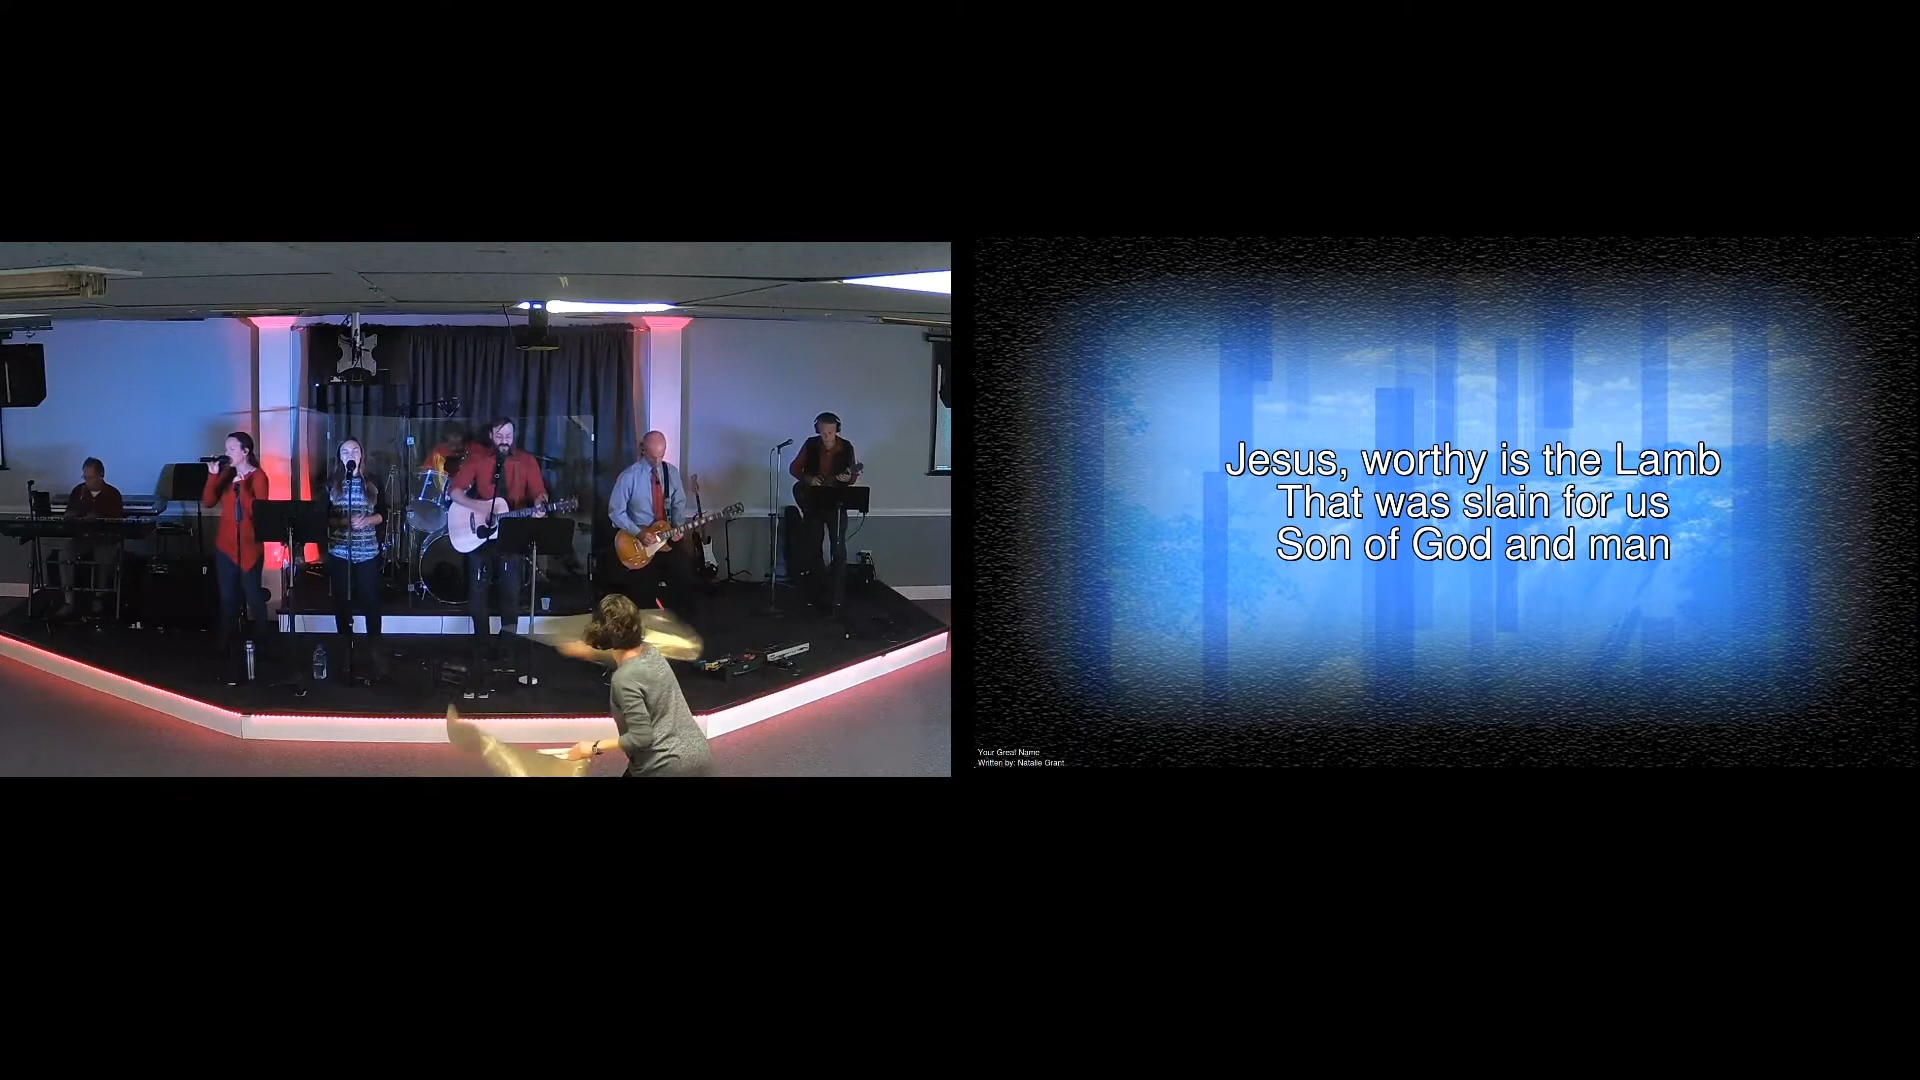 Jesus, worthy is the Lamb
That was slain for us
Son of God and man
Your Great Name
Written by: Natalie Grant